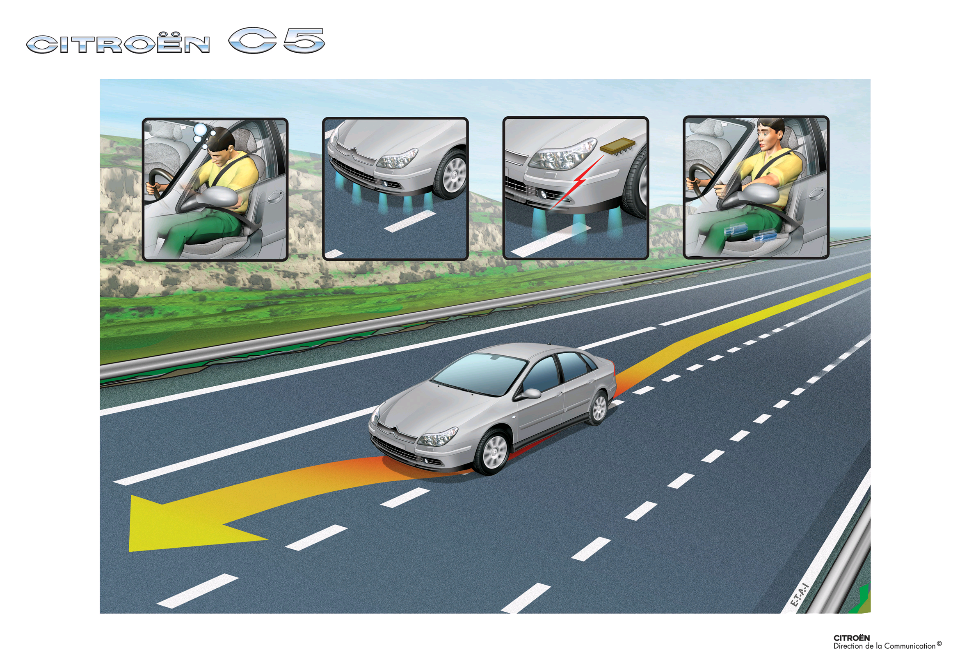 CITROËN C5
E.T.A.I
CITROËN
Direction de la Communication ©